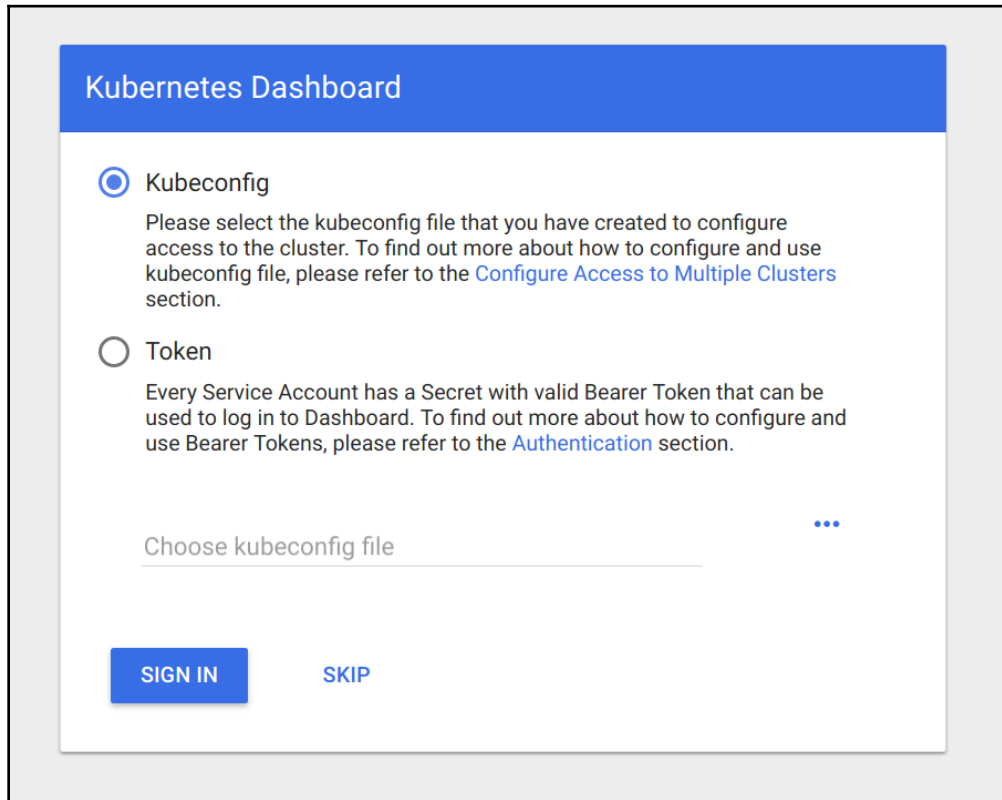 Kubernetes Dashboard
Kubeconfig
Please select the kubeconfig file that you have created to configure
access to the cluster. To find out more about how to configure and use
kubeconfig file, please refer to the Configure Access to Multiple Clusters
section.
Token
Every Service Account has a Secret with valid Bearer Token that can be
used to log in to Dashboard. To find out more about how to configure and
use Bearer Tokens, please refer to the Authentication section.
Choose kubeconfig file
SIGN IN SKIP